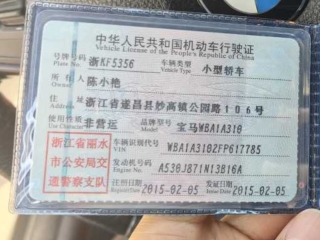 中华人民共和国机动车行驶证
Vehicle License of the People's Republic of China
号牌号码 浙KF5356 车辆类型 小型轿车
Plate No. Vehicle Type
所有人 陈小艳
Owner
住址 浙江省遂昌县妙高镇公园路106号
Address
使用性质 非营运 品牌型号 宝马WBA1A310
Use Character Model
浙江省丽水
市公安局交
通警察支队
车辆识别代号 WBA1A3102FP617785
VIN
发动机号码 A530J871N13B16A
Engine No.
注册日期 2015-02-05 发证日期 2015-02-05
Register Date Issue Date